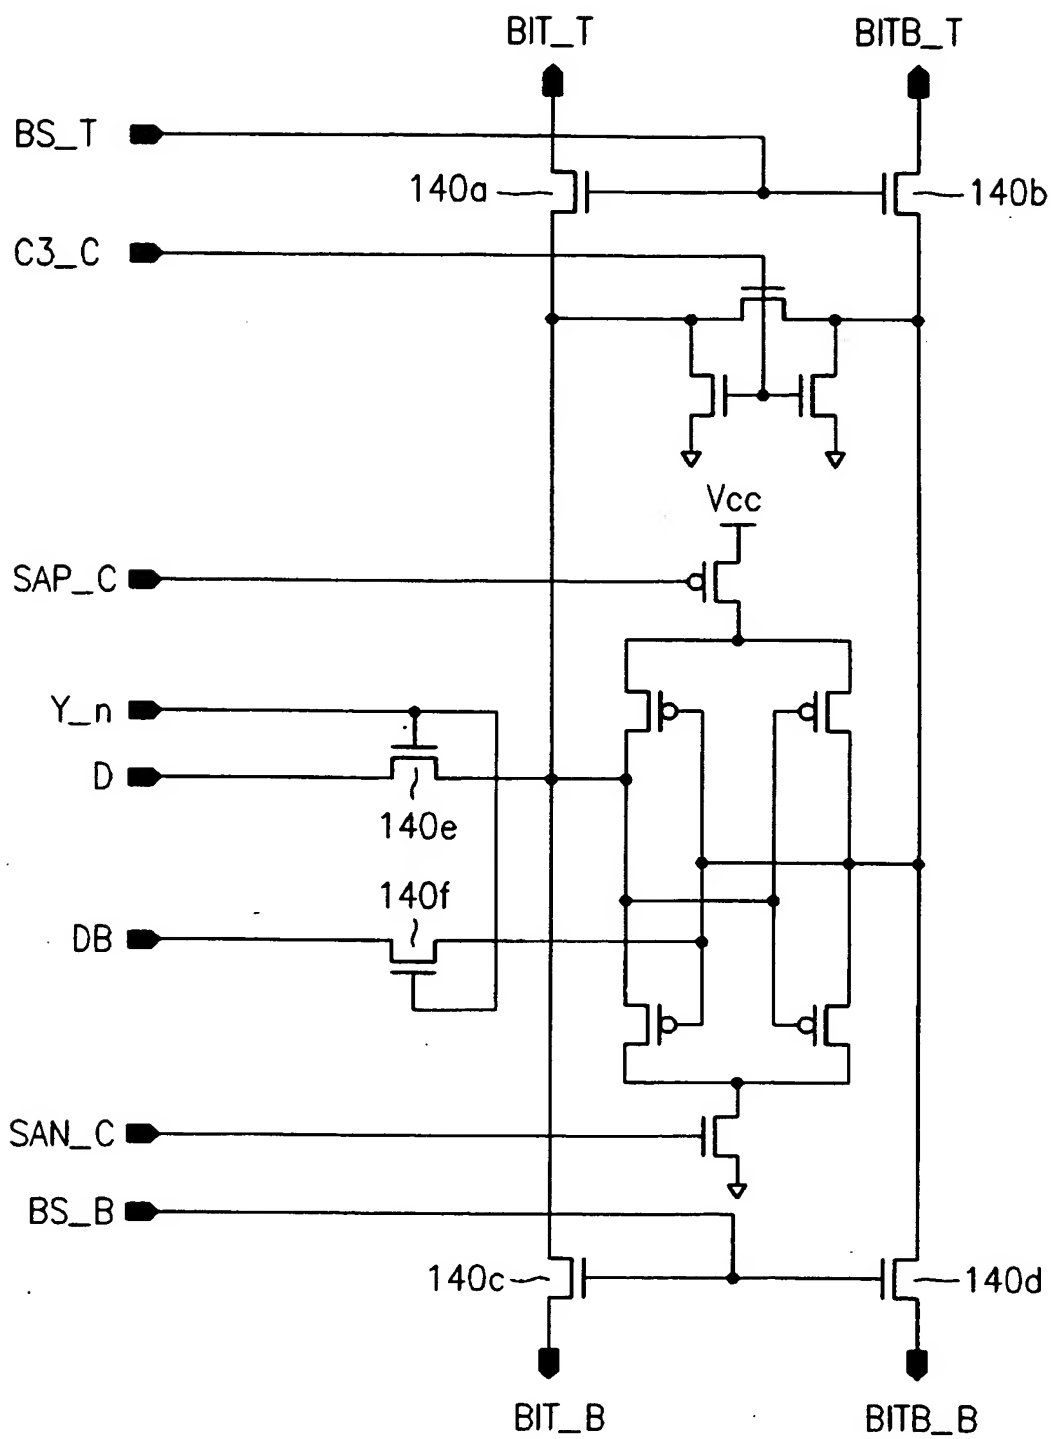 BIT_T
BITB_T
BS_T
140a
140b
C3_C
Vcc
SAP_C
Y_n
D
140e
140f
DB
SAN_C
BS_B
140c
140d
BIT_B
BITB_B